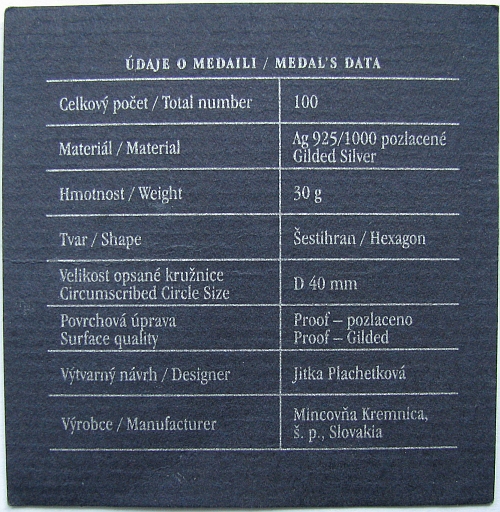 ÚDAJE O MEDAILI / MEDAL'S DATA
Celkový počet / Total number 100
Materiál / Material Ag 925/1000 pozlacené
Gilded Silver
Hmotnost / Weight 30 g
Tvar / Shape Šestihran / Hexagon
Velikost opsané kružnice
Circumscribed Circle Size D 40 mm
Povrchová úprava Proof – pozlaceno
Surface quality Proof – Gilded
Výtvarný návrh / Designer Jitka Plachetková
Výrobce / Manufacturer Mincovňa Kremnica,
š. p., Slovakia